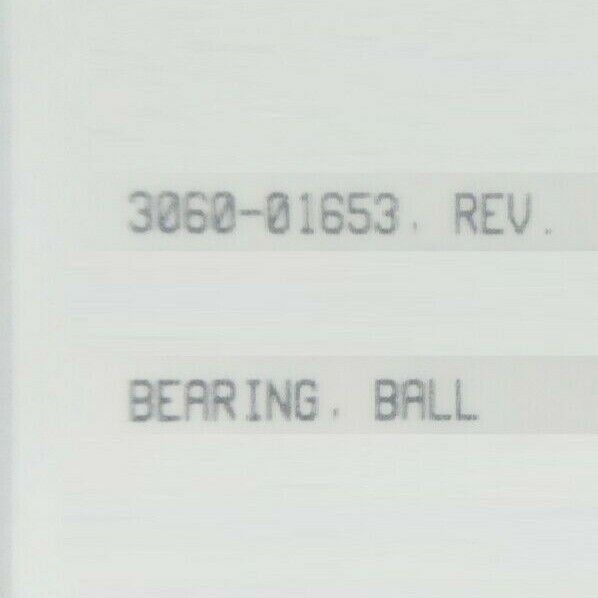 3060-01653, REV.
BEARING, BALL